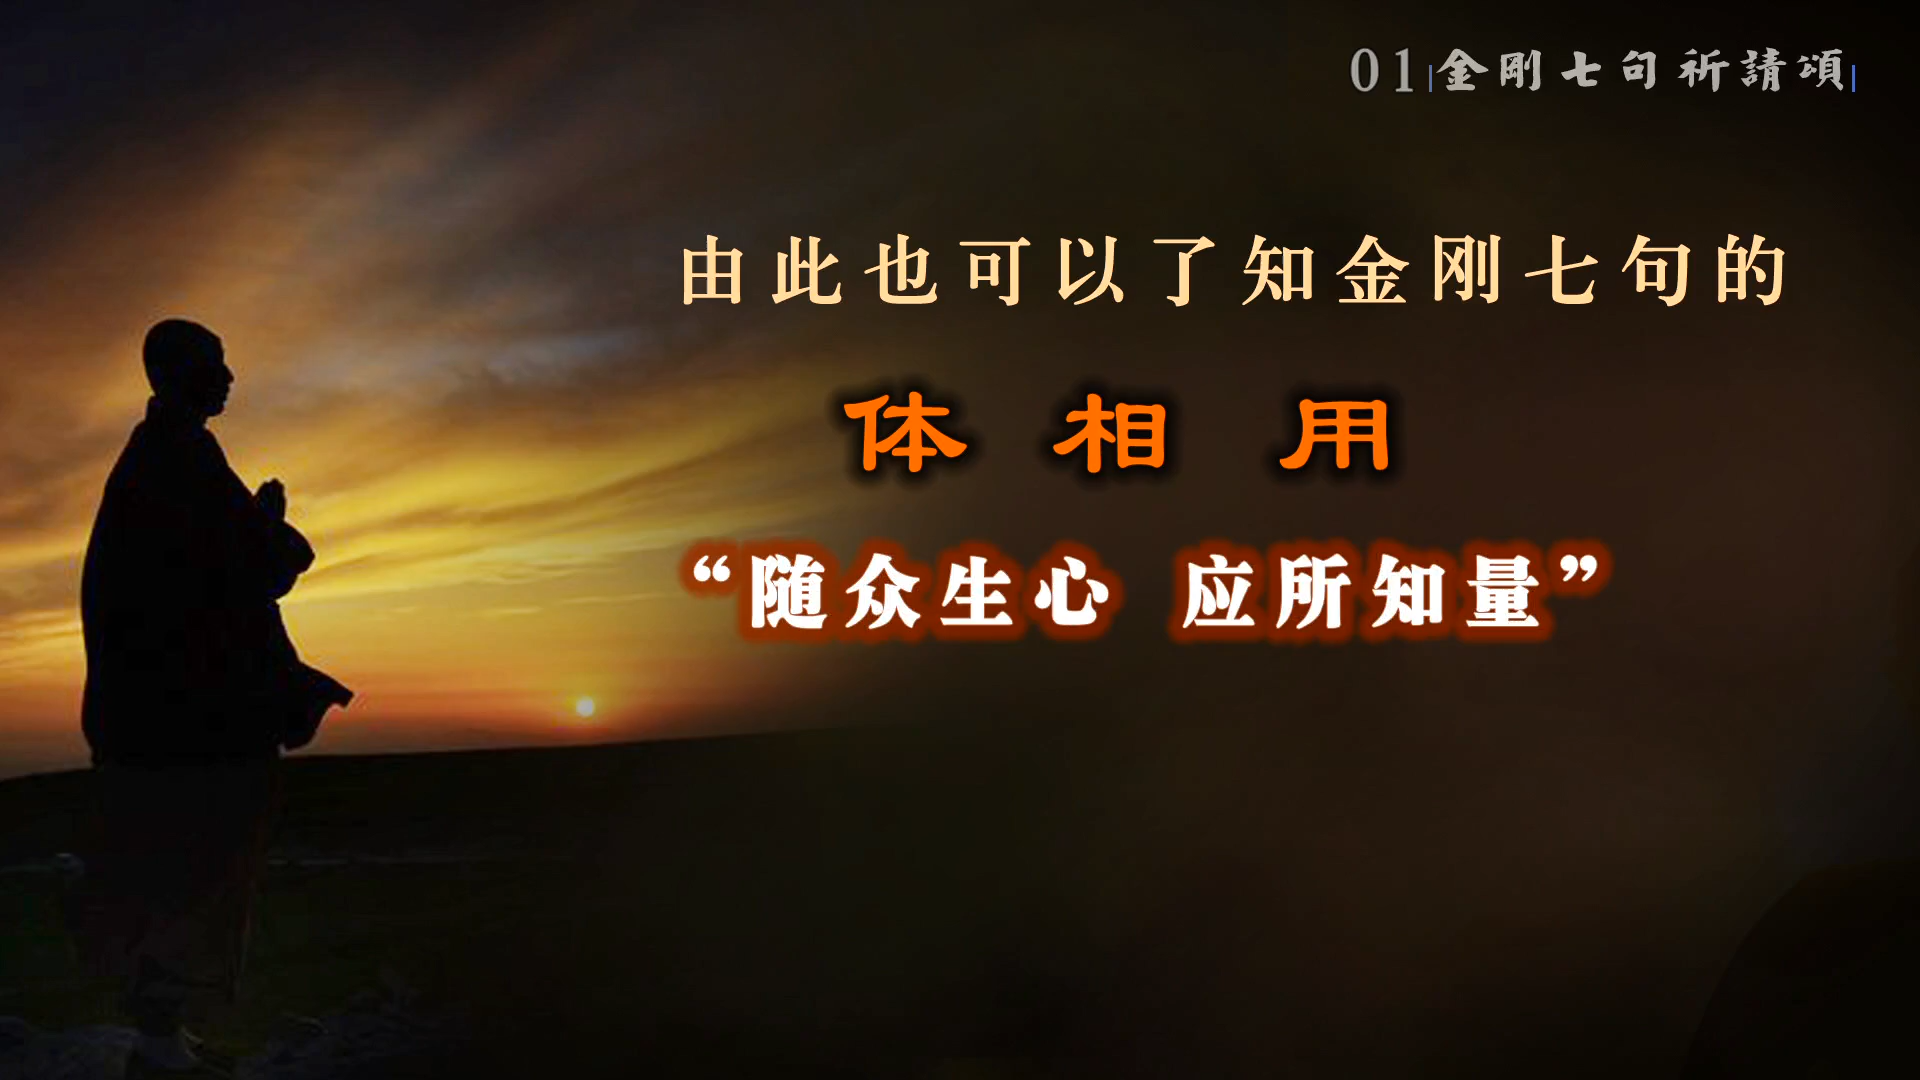 01 金剛七句祈請頌
由此也可以了知金刚七句的
体 相 用
“随众生心 应所知量”